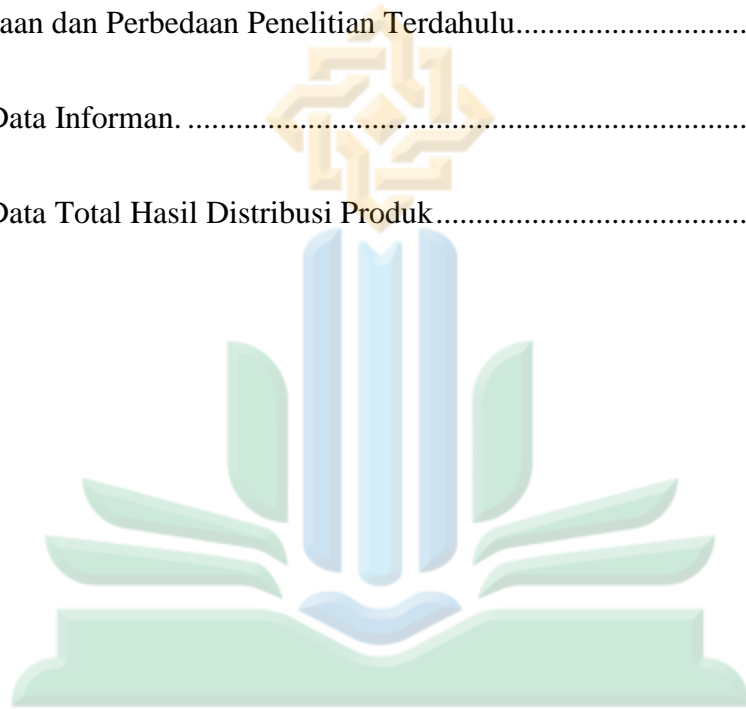 aan dan Perbedaan Penelitian Terdahulu.............................
Data Informan. .....................................................................
Data Total Hasil Distribusi Produk.......................................